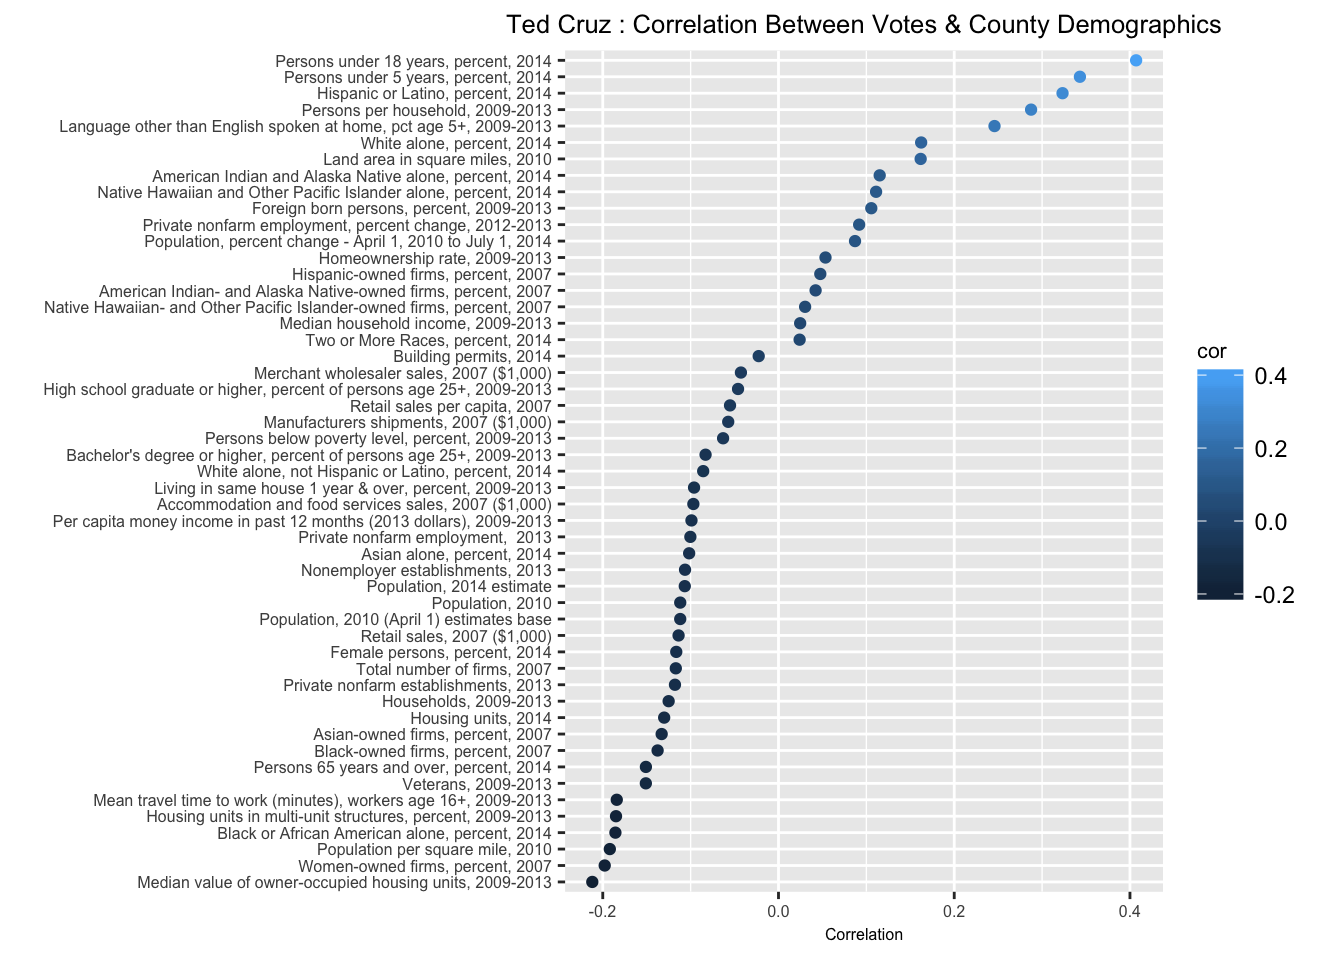 Ted Cruz : Correlation Between Votes & County Demographics
Persons under 18 years, percent, 2014
Persons under 5 years, percent, 2014
Hispanic or Latino, percent, 2014
Persons per household, 2009-2013
Language other than English spoken at home, pct age 5+, 2009-2013
White alone, percent, 2014
Land area in square miles, 2010
American Indian and Alaska Native alone, percent, 2014
Native Hawaiian and Other Pacific Islander alone, percent, 2014
Foreign born persons, percent, 2009-2013
Private nonfarm employment, percent change, 2012-2013
Population, percent change - April 1, 2010 to July 1, 2014
Homeownership rate, 2009-2013
Hispanic-owned firms, percent, 2007
American Indian- and Alaska Native-owned firms, percent, 2007
Native Hawaiian- and Other Pacific Islander-owned firms, percent, 2007
Median household income, 2009-2013
Two or More Races, percent, 2014
Building permits, 2014
Merchant wholesaler sales, 2007 ($1,000)
High school graduate or higher, percent of persons age 25+, 2009-2013
Retail sales per capita, 2007
Manufacturers shipments, 2007 ($1,000)
Persons below poverty level, percent, 2009-2013
Bachelor's degree or higher, percent of persons age 25+, 2009-2013
White alone, not Hispanic or Latino, percent, 2014
Living in same house 1 year & over, percent, 2009-2013
Accommodation and food services sales, 2007 ($1,000)
Per capita money income in past 12 months (2013 dollars), 2009-2013
Private nonfarm employment,  2013
Asian alone, percent, 2014
Nonemployer establishments, 2013
Population, 2014 estimate
Population, 2010
Population, 2010 (April 1) estimates base
Retail sales, 2007 ($1,000)
Female persons, percent, 2014
Total number of firms, 2007
Private nonfarm establishments, 2013
Households, 2009-2013
Housing units, 2014
Asian-owned firms, percent, 2007
Black-owned firms, percent, 2007
Persons 65 years and over, percent, 2014
Veterans, 2009-2013
Mean travel time to work (minutes), workers age 16+, 2009-2013
Housing units in multi-unit structures, percent, 2009-2013
Black or African American alone, percent, 2014
Population per square mile, 2010
Women-owned firms, percent, 2007
Median value of owner-occupied housing units, 2009-2013
-0.2 0.0 0.2 0.4
Correlation
cor
0.4
0.2
0.0
-0.2